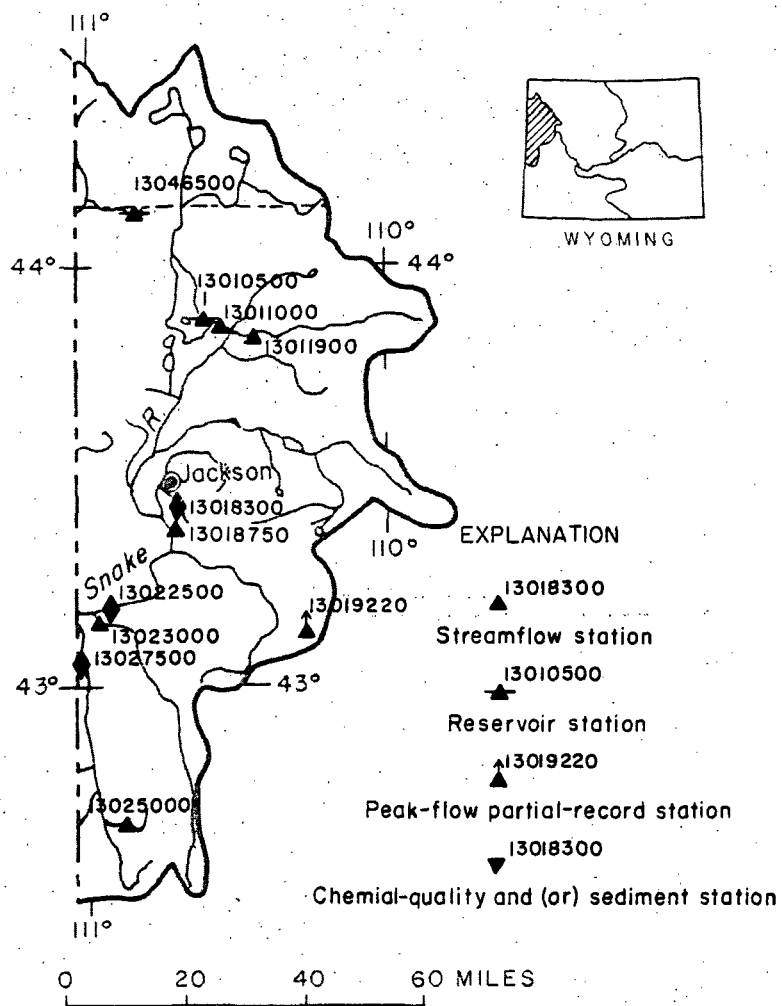 111°
13046500
WYOMING
110°
44°
44°
13010500
13011000
13011900
R.
Jackson
13018300
13018750
110°
EXPLANATION
Snake
13022500
13019220
13023000
13027500
43°
43°
13025000
111°
13018300
Streamflow station
13010500
Reservoir station
13019220
Peak-flow partial-record station
13018300
Chemial-quality and (or) sediment station
0 20 40 60 MILES